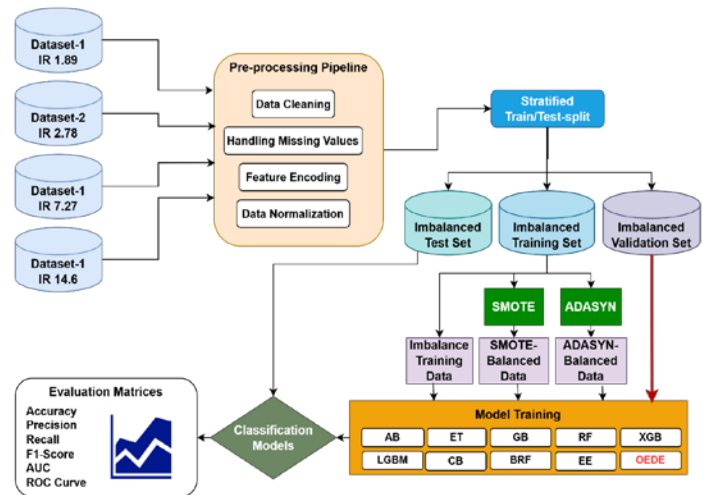 Dataset-1
IR 1.89
Dataset-2
IR 2.78
Dataset-1
IR 7.27
Dataset-1
IR 14.6
Pre-processing Pipeline
Data Cleaning
Handling Missing Values
Feature Encoding
Data Normalization
Stratified
Train/Test-split
Imbalanced
Test Set
Imbalanced
Training Set
Imbalanced
Validation Set
SMOTE
ADASYN
Imbalance
Training
Data
SMOTE-
Balanced
Data
ADASYN-
Balanced
Data
Model Training
AB
ET
GB
RF
XGB
LGBM
CB
BRF
EE
OEDE
Classification
Models
Evaluation Matrices
Accuracy
Precision
Recall
F1-Score
AUC
ROC Curve